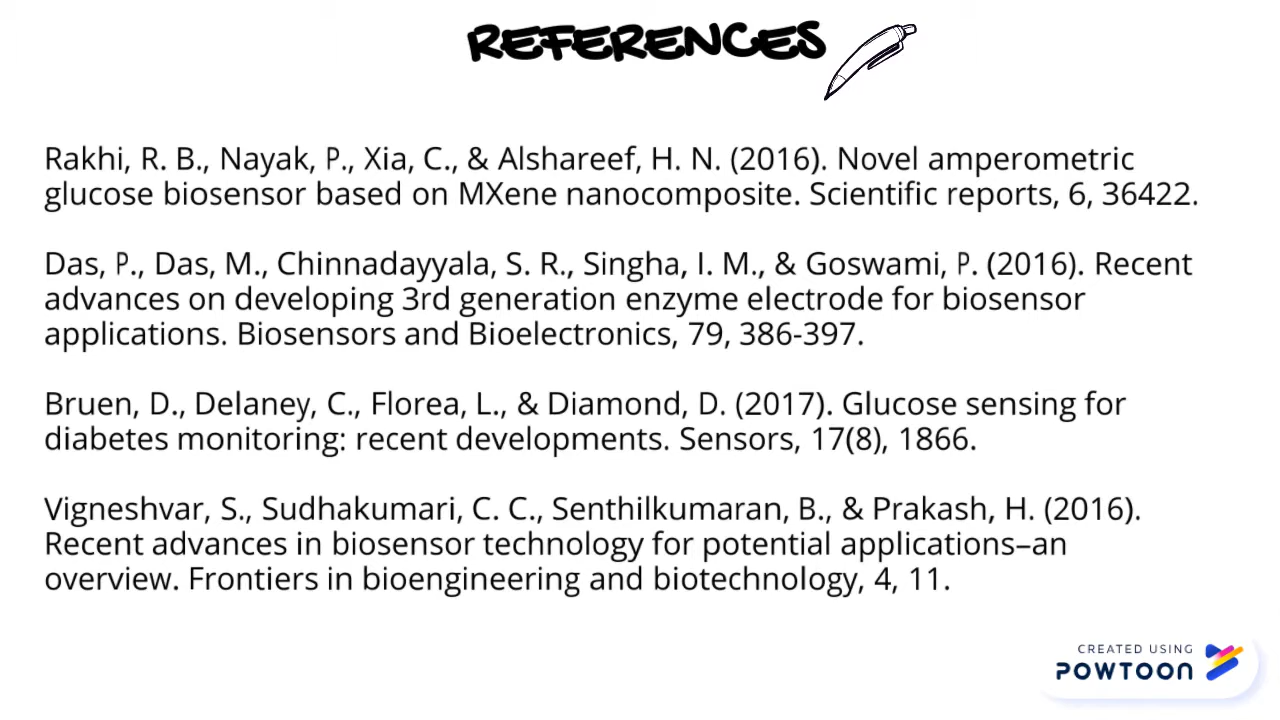 REFERENCES
Rakhi, R. B., Nayak, P., Xia, C., & Alshareef, H. N. (2016). Novel amperometric
glucose biosensor based on MXene nanocomposite. Scientific reports, 6, 36422.
Das, P., Das, M., Chinnadayyala, S. R., Singha, I. M., & Goswami, P. (2016). Recent
advances on developing 3rd generation enzyme electrode for biosensor
applications. Biosensors and Bioelectronics, 79, 386-397.
Bruen, D., Delaney, C., Florea, L., & Diamond, D. (2017). Glucose sensing for
diabetes monitoring: recent developments. Sensors, 17(8), 1866.
Vigneshvar, S., Sudhakumari, C. C., Senthilkumaran, B., & Prakash, H. (2016).
Recent advances in biosensor technology for potential applications–an
overview. Frontiers in bioengineering and biotechnology, 4, 11.
CREATED USING
POWTOON